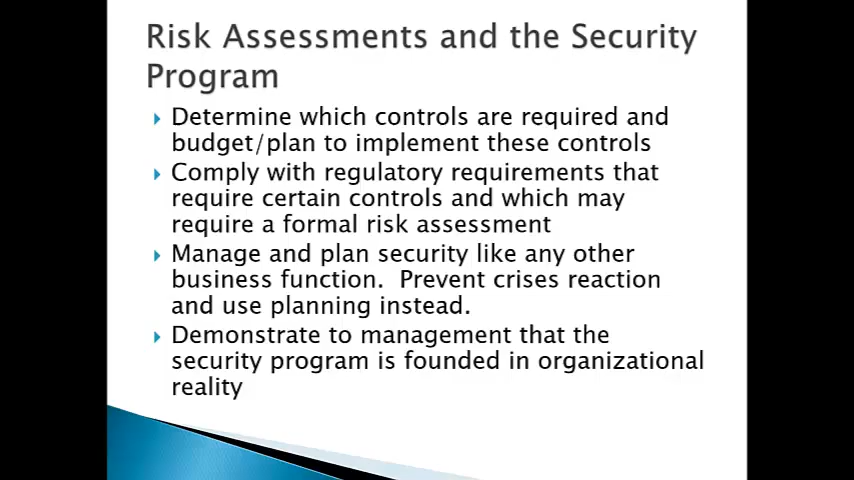 Risk Assessments and the Security
Program
Determine which controls are required and
budget/plan to implement these controls
Comply with regulatory requirements that
require certain controls and which may
require a formal risk assessment
Manage and plan security like any other
business function.  Prevent crises reaction
and use planning instead.
Demonstrate to management that the
security program is founded in organizational
reality